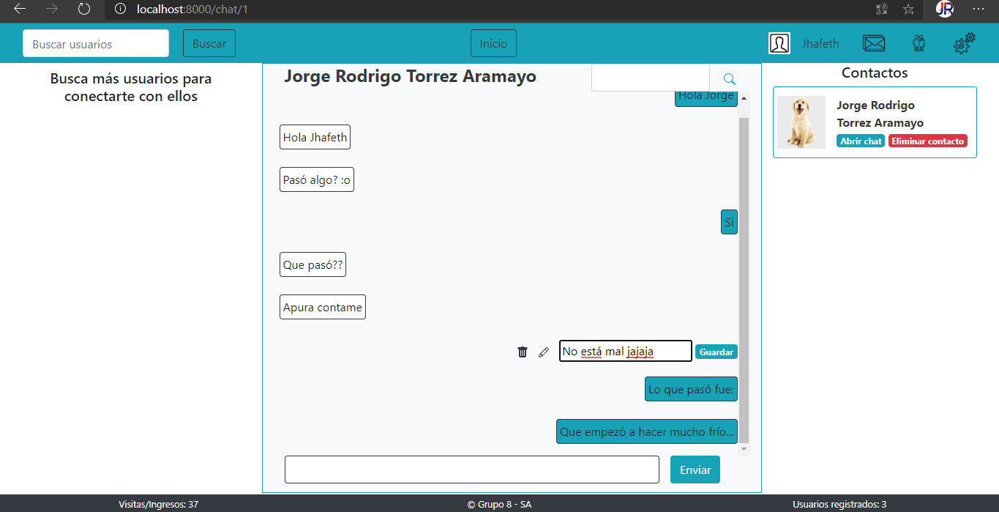 localhost:8000/chat/1
JR
Buscar usuarios
Buscar
Inicio
Jhafeth
Busca más usuarios para
conectarte con ellos
Jorge Rodrigo Torrez Aramayo
Hola Jorge
Hola Jhafeth
Pasó algo? :o
Si
Que pasó??
Apura contame
No está mal jajaja
Guardar
Lo que pasó fue:
Que empezó a hacer mucho frío...
Enviar
Contactos
Jorge Rodrigo
Torrez Aramayo
Abrir chat
Eliminar contacto
Visitas/Ingresos: 37
© Grupo 8 - SA
Usuarios registrados: 3